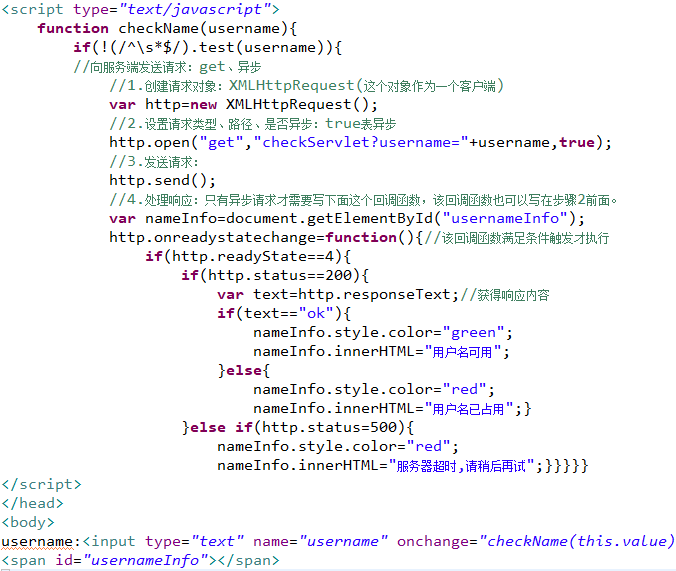 <script type="text/javascript">
function checkName(username){
if(!(/^\s*$/).test(username)){
//向服务端发送请求：get、异步
//1.创建请求对象：XMLHttpRequest(这个对象作为一个客户端)
var http=new XMLHttpRequest();
//2.设置请求类型、路径、是否异步：true表异步
http.open("get","checkServlet?username="+username,true);
//3.发送请求：
http.send();
//4.处理响应：只有异步请求才需要写下面这个回调函数，该回调函数也可以写在步骤2前面。
var nameInfo=document.getElementById("usernameInfo");
http.onreadystatechange=function(){//该回调函数满足条件触发才执行
if(http.readyState==4){
if(http.status==200){
var text=http.responseText;//获得响应内容
if(text=="ok"){
nameInfo.style.color="green";
nameInfo.innerHTML="用户名可用";
}else{
nameInfo.style.color="red";
nameInfo.innerHTML="用户名已占用";}
}else if(http.status=500){
nameInfo.style.color="red";
nameInfo.innerHTML="服务器超时,请稍后再试";}}}}}
</script>
</head>
<body>
username:<input type="text" name="username" onchange="checkName(this.value)
<span id="usernameInfo"></span>